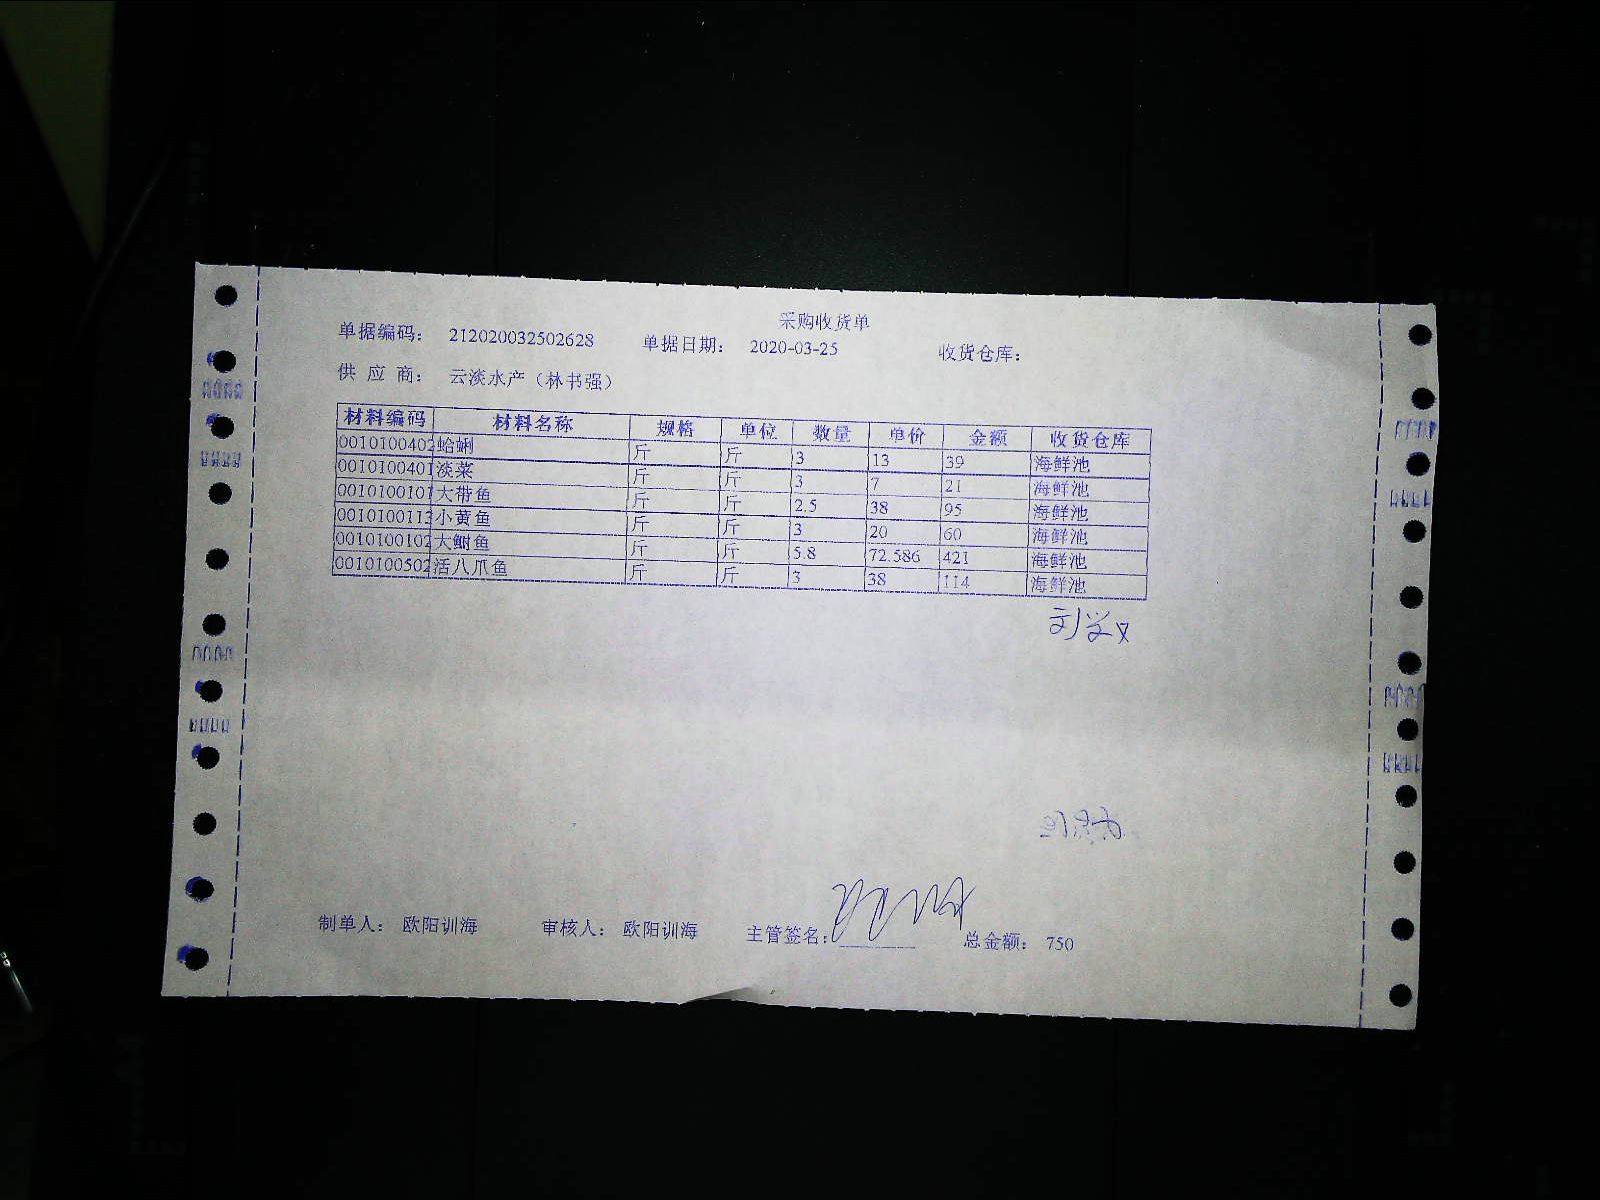 采购收货单
单据编码： 212020032502628 单据日期： 2020-03-25 收货仓库：
供 应 商： 云淡水产（林书强）
材料编码 材料名称 规格 单位 数量 单价 金额 收货仓库
0010100402 蛤蜊 斤 斤 3 13 39 海鲜池
0010100401 淡菜 斤 斤 3 7 21 海鲜池
0010100101 大带鱼 斤 斤 2.5 38 95 海鲜池
0010100113 小黄鱼 斤 斤 3 20 60 海鲜池
0010100102 大鲥鱼 斤 斤 5.8 72.586 421 海鲜池
0010100502 活八爪鱼 斤 斤 3 38 114 海鲜池
制单人： 欧阳训海 审核人： 欧阳训海 主管签名： 总金额： 750